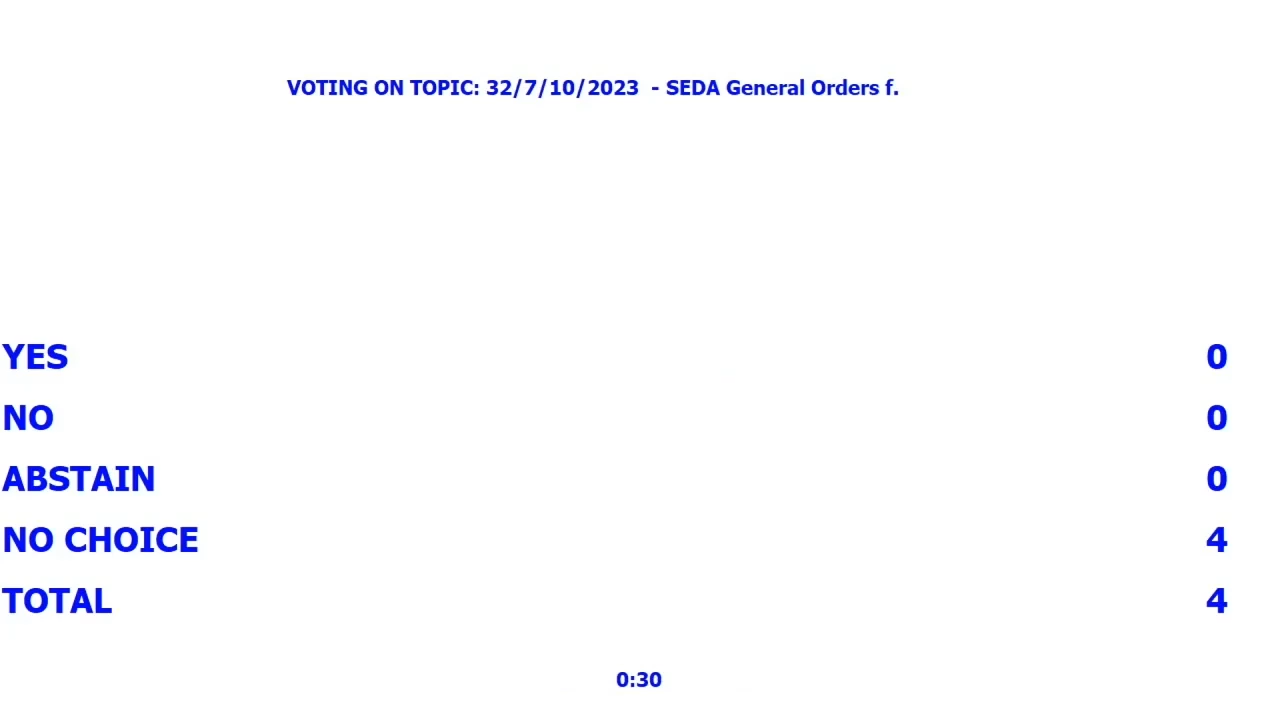 VOTING ON TOPIC: 32/7/10/2023 - SEDA General Orders f.
YES 0
NO 0
ABSTAIN 0
NO CHOICE 4
TOTAL 4
0:30